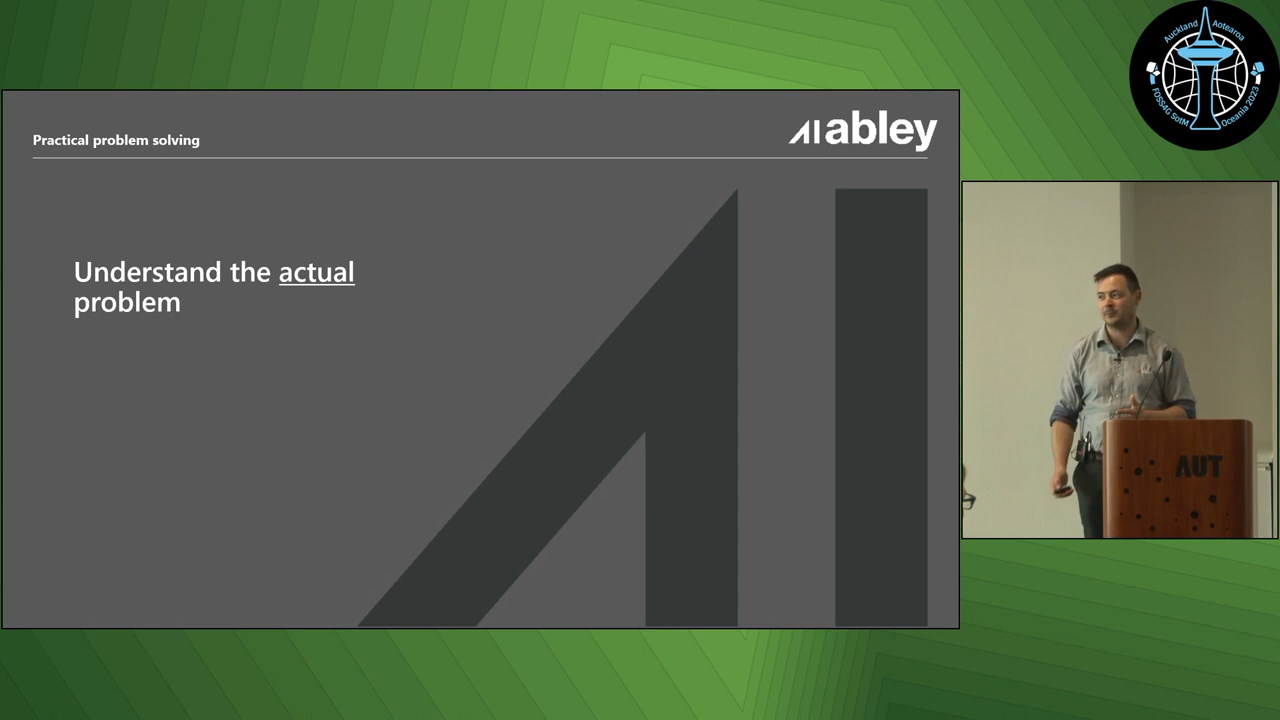 Practical problem solving
abley
Understand the actual
problem
Auckland Aotearoa
FOSS4G SotM Oceania 2023
AUT